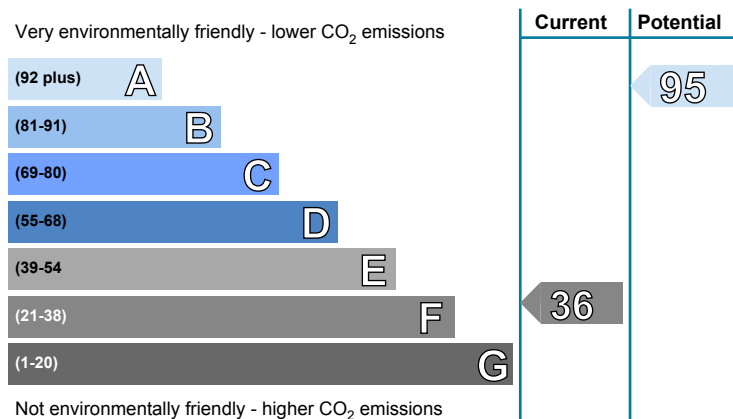 Current Potential
Very environmentally friendly - lower CO2 emissions
(92 plus) A 95
(81-91) B
(69-80) C
(55-68) D
(39-54 E
(21-38) F 36
(1-20) G
Not environmentally friendly - higher CO2 emissions